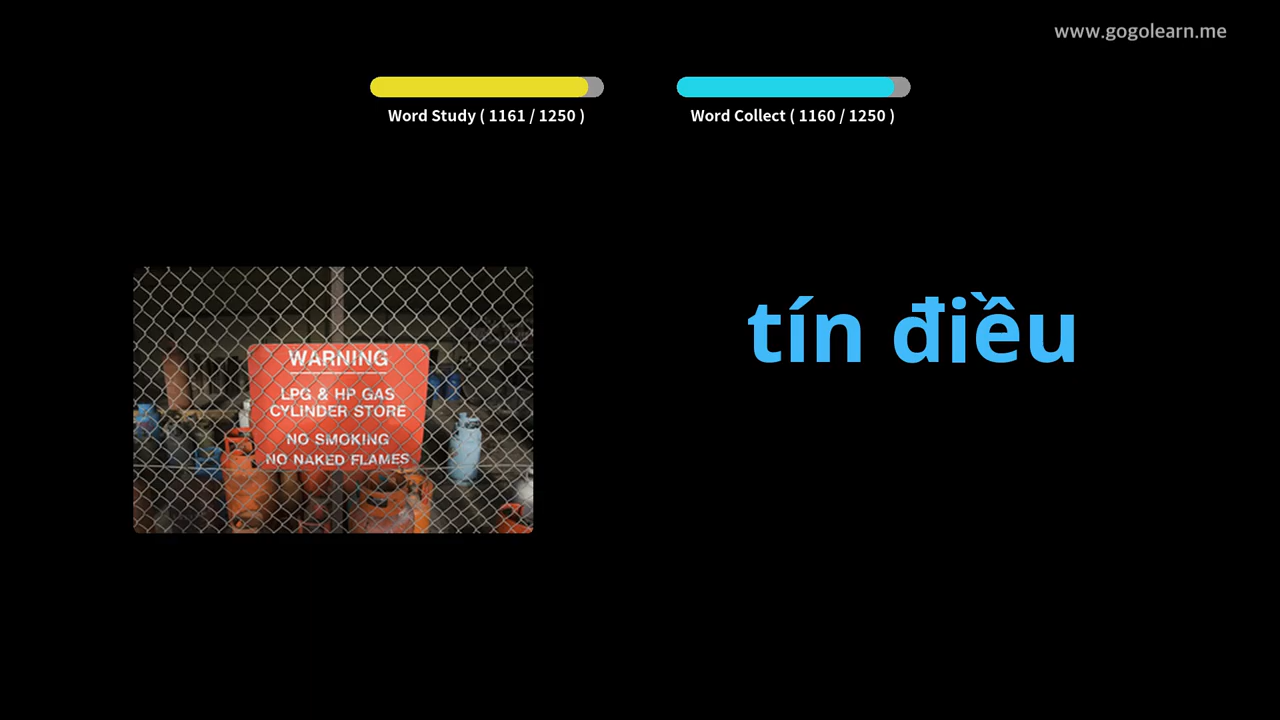 www.gogolearn.me
Word Study ( 1161 / 1250 )
Word Collect ( 1160 / 1250 )
tín điều
WARNING
LPG & HP GAS
CYLINDER STORE
NO SMOKING
NO NAKED FLAMES